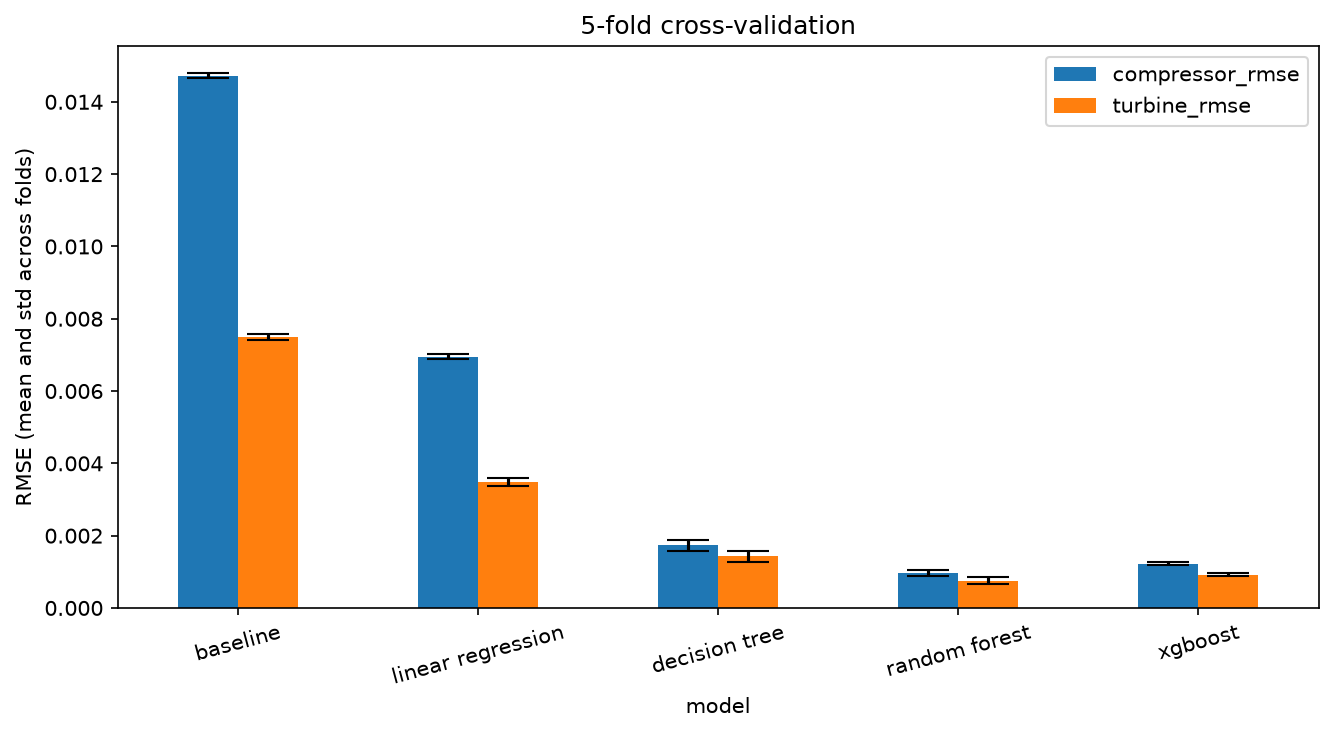 5-fold cross-validation
compressor_rmse
turbine_rmse
RMSE (mean and std across folds)
0.014
0.012
0.010
0.008
0.006
0.004
0.002
0.000
baseline
linear regression
decision tree
random forest
xgboost
model